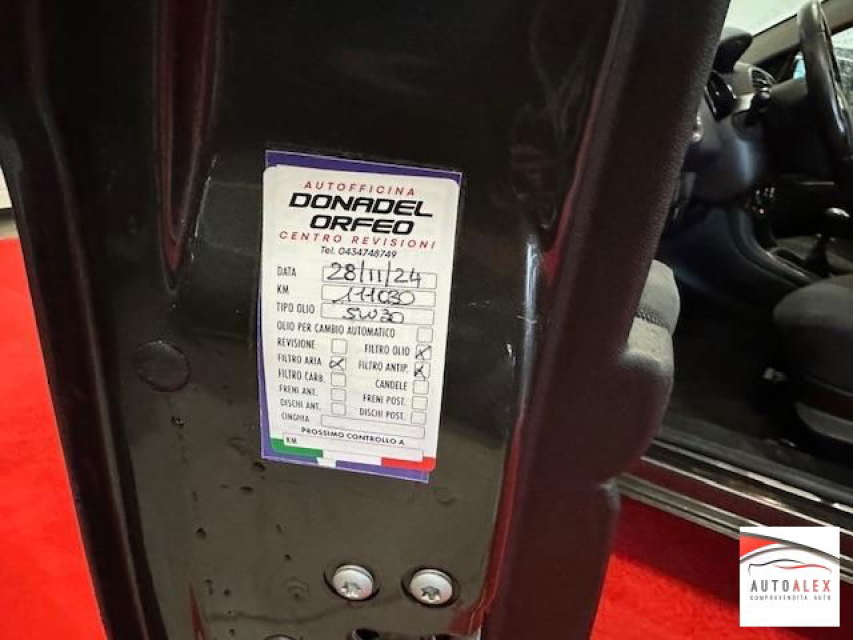 AUTOFFICINA
DONADEL
ORFEO
CENTRO REVISIONI
Tel. 0434748749
DATA 28/11/24
KM 111030
TIPO OLIO 5W30
OLIO PER CAMBIO AUTOMATICO
REVISIONE FILTRO OLIO
FILTRO ARIA FILTRO ANTIP.
FILTRO CARB. CANDELE
FRENI ANT. FRENI POST.
DISCHI ANT. DISCHI POST.
CINGHIA
PROSSIMO CONTROLLO A
KM
AUTOALEX
COMPRAVENDITA AUTO